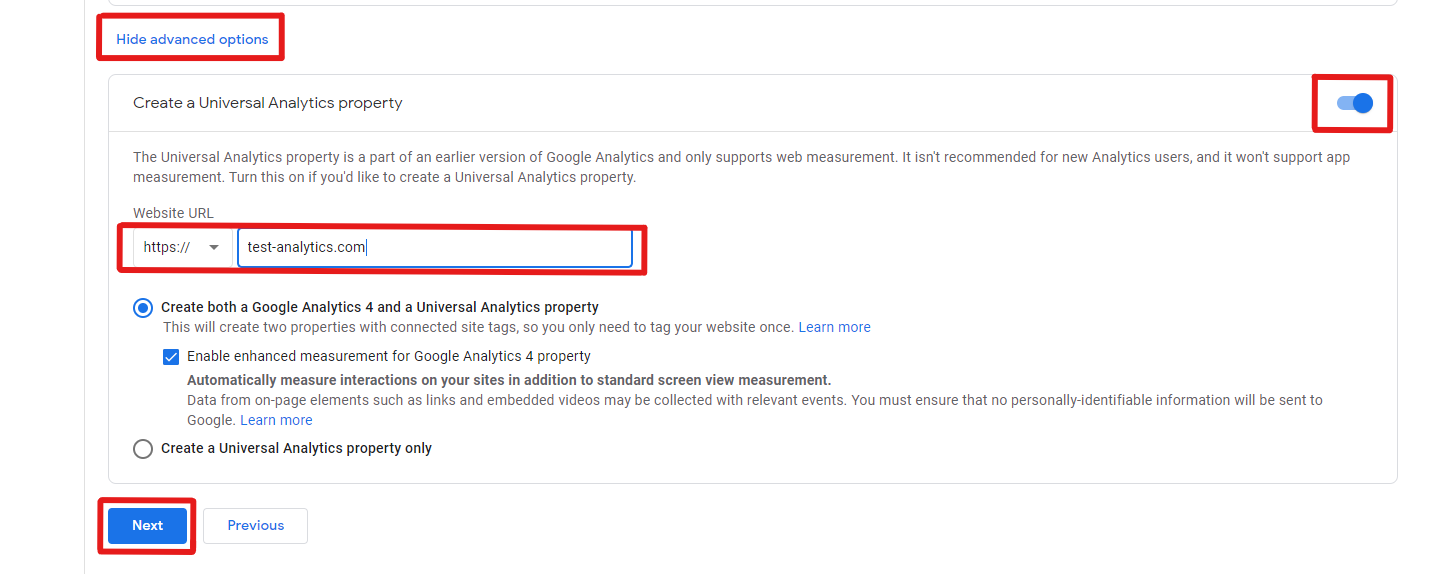 Hide advanced options
Create a Universal Analytics property
The Universal Analytics property is a part of an earlier version of Google Analytics and only supports web measurement. It isn't recommended for new Analytics users, and it won't support app
measurement. Turn this on if you'd like to create a Universal Analytics property.
Website URL
https:// test-analytics.com
Create both a Google Analytics 4 and a Universal Analytics property
This will create two properties with connected site tags, so you only need to tag your website once. Learn more
Enable enhanced measurement for Google Analytics 4 property
Automatically measure interactions on your sites in addition to standard screen view measurement.
Data from on-page elements such as links and embedded videos may be collected with relevant events. You must ensure that no personally-identifiable information will be sent to
Google. Learn more
Create a Universal Analytics property only
Next Previous